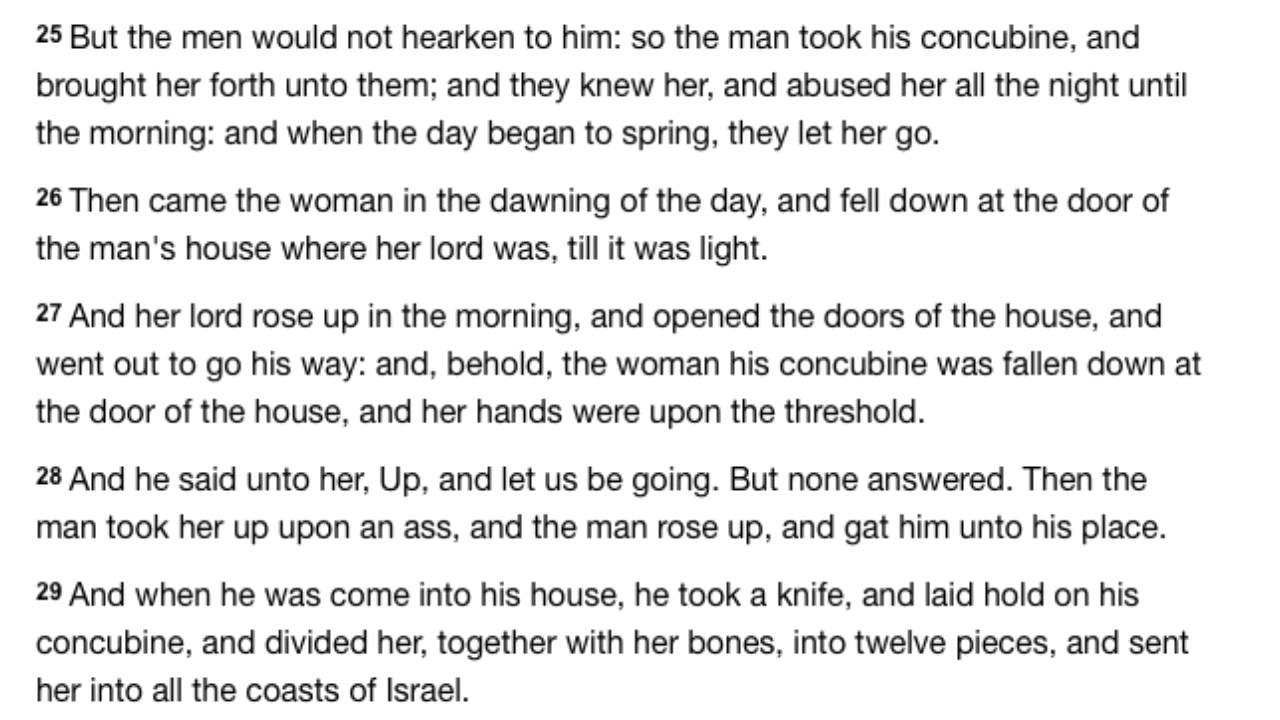 25 But the men would not hearken to him: so the man took his concubine, and
brought her forth unto them; and they knew her, and abused her all the night until
the morning: and when the day began to spring, they let her go.
26 Then came the woman in the dawning of the day, and fell down at the door of
the man's house where her lord was, till it was light.
27 And her lord rose up in the morning, and opened the doors of the house, and
went out to go his way: and, behold, the woman his concubine was fallen down at
the door of the house, and her hands were upon the threshold.
28 And he said unto her, Up, and let us be going. But none answered. Then the
man took her up upon an ass, and the man rose up, and gat him unto his place.
29 And when he was come into his house, he took a knife, and laid hold on his
concubine, and divided her, together with her bones, into twelve pieces, and sent
her into all the coasts of Israel.